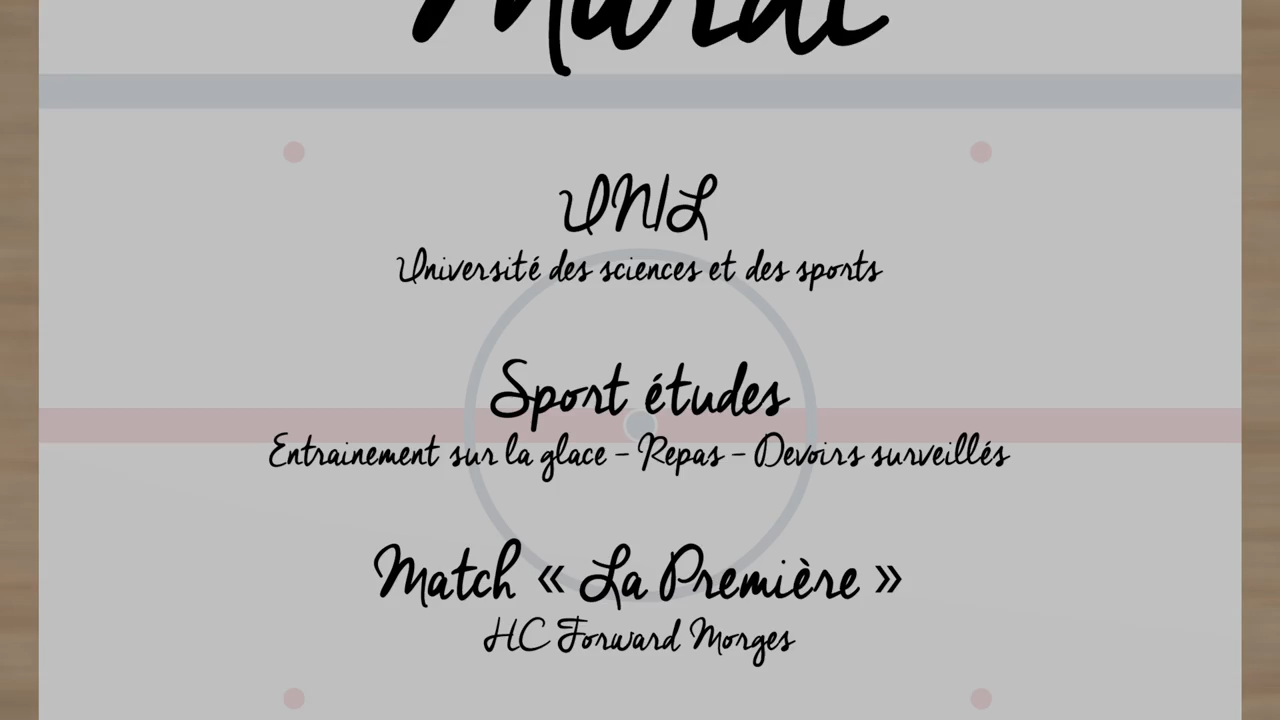 Mardi
UNIL
Université des sciences et des sports
Sport études
Entrainement sur la glace - Repas - Devoirs surveillés
Match « La Première »
HC Forward Morges